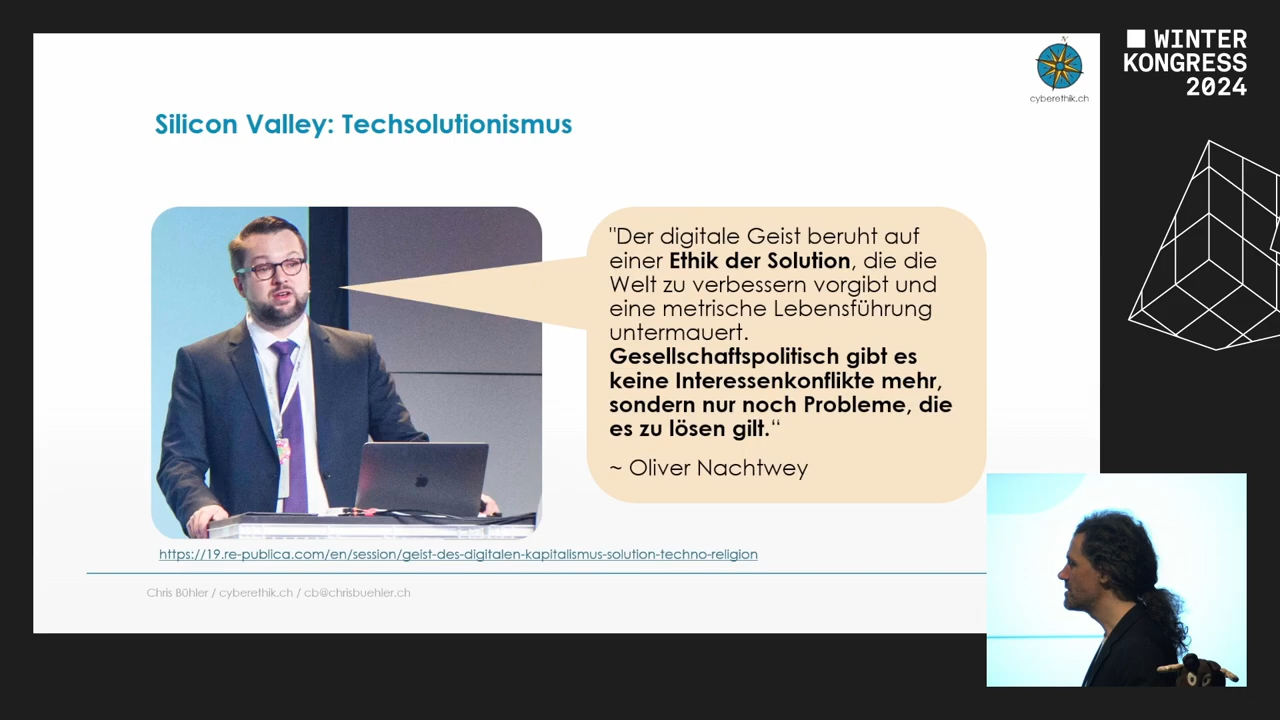 WINTER
KONGRESS
2024
N
cyberethik.ch
Silicon Valley: Techsolutionismus
"Der digitale Geist beruht auf
einer Ethik der Solution, die die
Welt zu verbessern vorgibt und
eine metrische Lebensführung
untermauert.
Gesellschaftspolitisch gibt es
keine Interessenkonflikte mehr,
sondern nur noch Probleme, die
es zu lösen gilt.“
~ Oliver Nachtwey
https://19.re-publica.com/en/session/geist-des-digitalen-kapitalismus-solution-techno-religion
Chris Bühler / cyberethik.ch / cb@chrisbuehler.ch